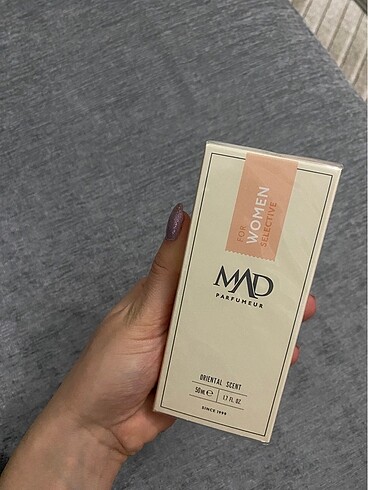 FOR
WOMEN
SELECTIVE
MAD
PARFUMEUR
ORIENTAL SCENT
50ML ℮ 1.7 FL. OZ
SINCE 1999